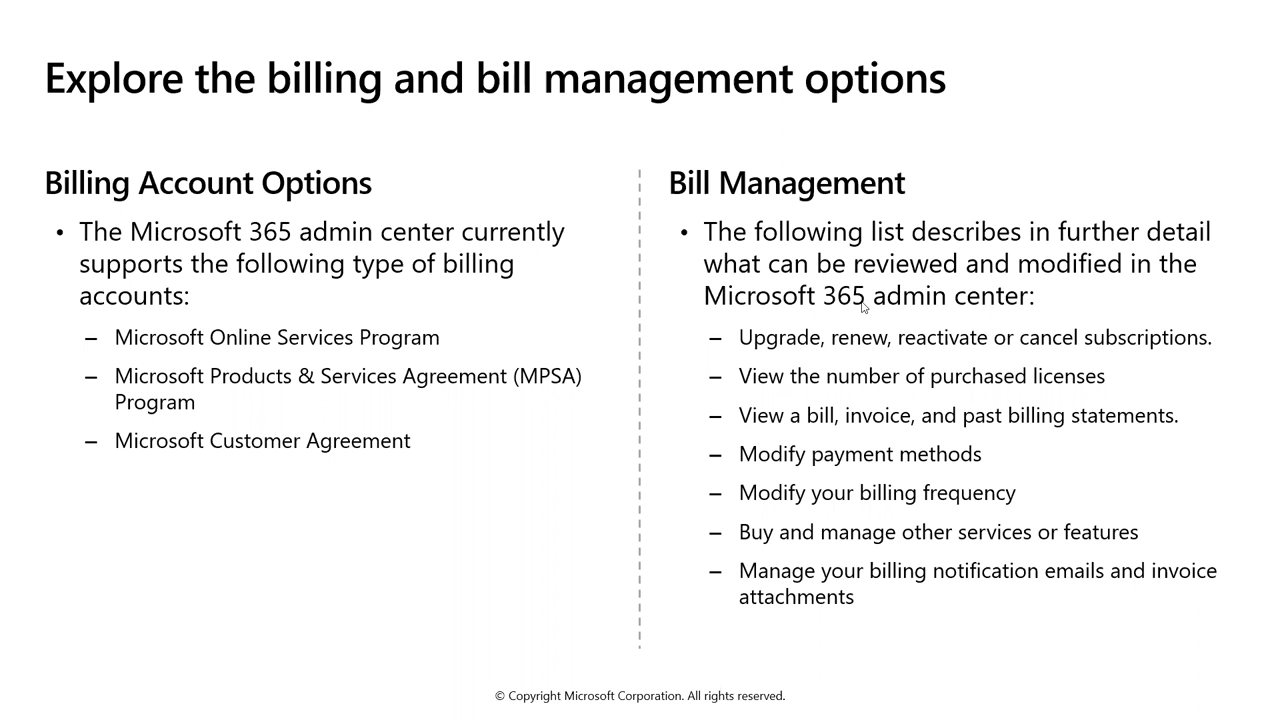 Explore the billing and bill management options
Billing Account Options
• The Microsoft 365 admin center currently
supports the following type of billing
accounts:
– Microsoft Online Services Program
– Microsoft Products & Services Agreement (MPSA)
Program
– Microsoft Customer Agreement
Bill Management
• The following list describes in further detail
what can be reviewed and modified in the
Microsoft 365 admin center:
– Upgrade, renew, reactivate or cancel subscriptions.
– View the number of purchased licenses
– View a bill, invoice, and past billing statements.
– Modify payment methods
– Modify your billing frequency
– Buy and manage other services or features
– Manage your billing notification emails and invoice
attachments
© Copyright Microsoft Corporation. All rights reserved.